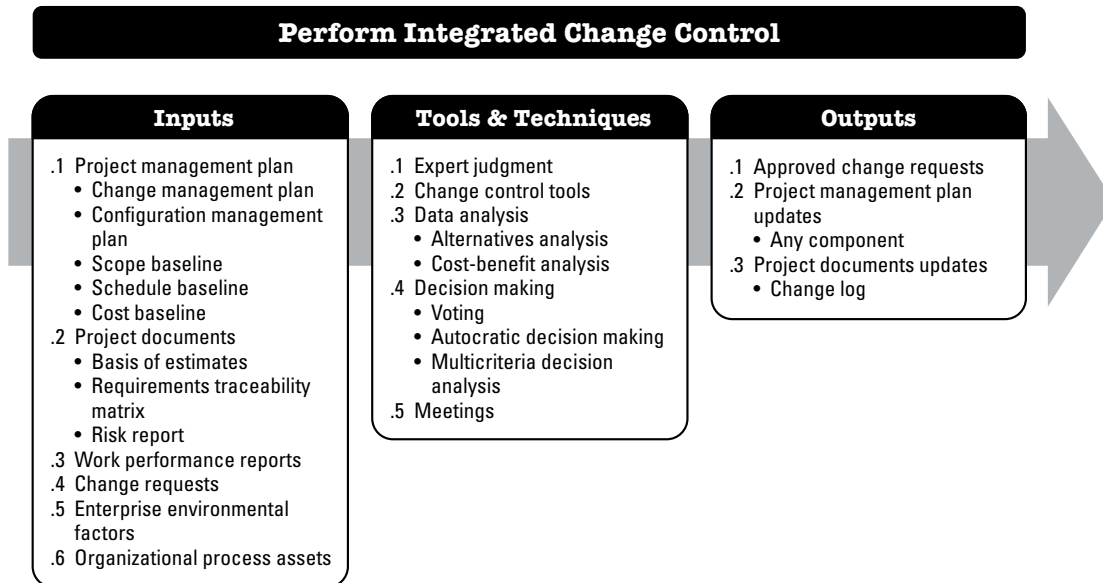 Perform Integrated Change Control
Inputs
.1 Project management plan
• Change management plan
• Configuration management
plan
• Scope baseline
• Schedule baseline
• Cost baseline
.2 Project documents
• Basis of estimates
• Requirements traceability
matrix
• Risk report
.3 Work performance reports
.4 Change requests
.5 Enterprise environmental
factors
.6 Organizational process assets
Tools & Techniques
.1 Expert judgment
.2 Change control tools
.3 Data analysis
• Alternatives analysis
• Cost-benefit analysis
.4 Decision making
• Voting
• Autocratic decision making
• Multicriteria decision
analysis
.5 Meetings
Outputs
.1 Approved change requests
.2 Project management plan
updates
• Any component
.3 Project documents updates
• Change log